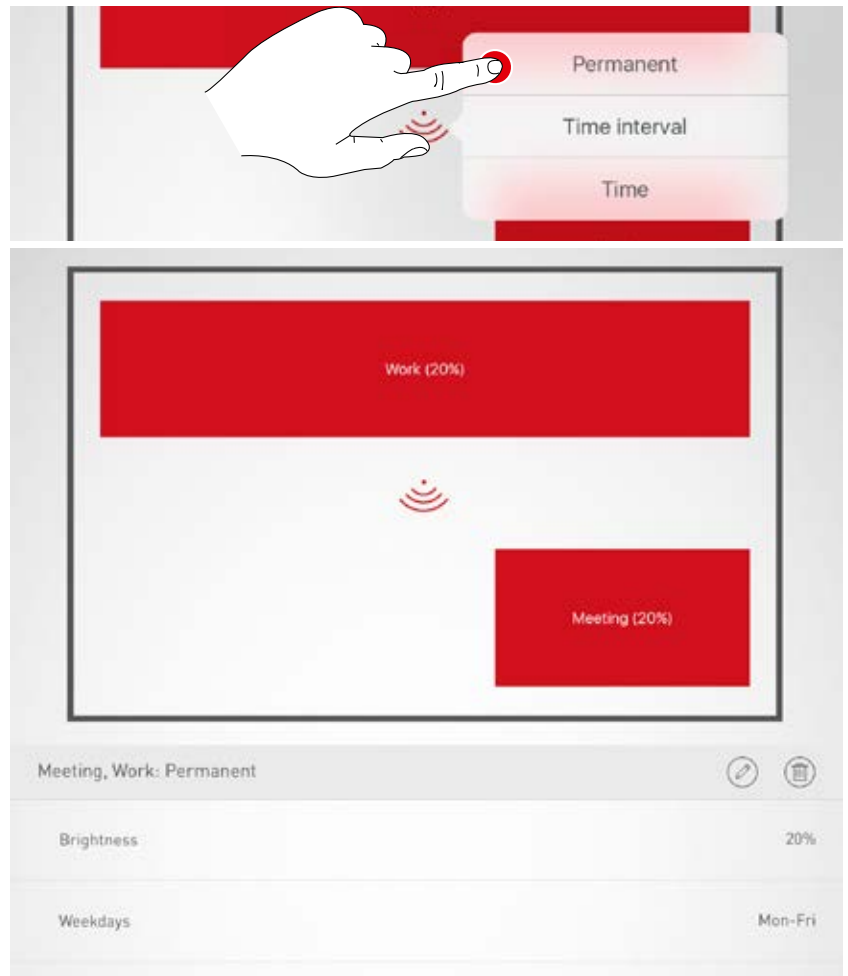 Permanent
Time interval
Time
Work (20%)
Meeting (20%)
Meeting, Work: Permanent
Brightness 20%
Weekdays Mon-Fri